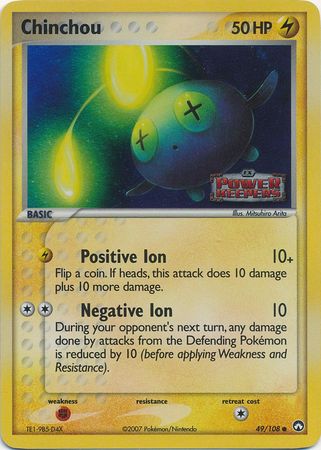 Chinchou
50 HP
EX
POWER
KEEPERS
BASIC
Illus. Mitsuhiro Arita
Positive Ion 10+
Flip a coin. If heads, this attack does 10 damage
plus 10 more damage.
Negative Ion 10
During your opponent's next turn, any damage
done by attacks from the Defending Pokémon
is reduced by 10 (before applying Weakness and
Resistance).
weakness resistance retreat cost
TE1-985-D4X ©2007 Pokémon/Nintendo 49/108